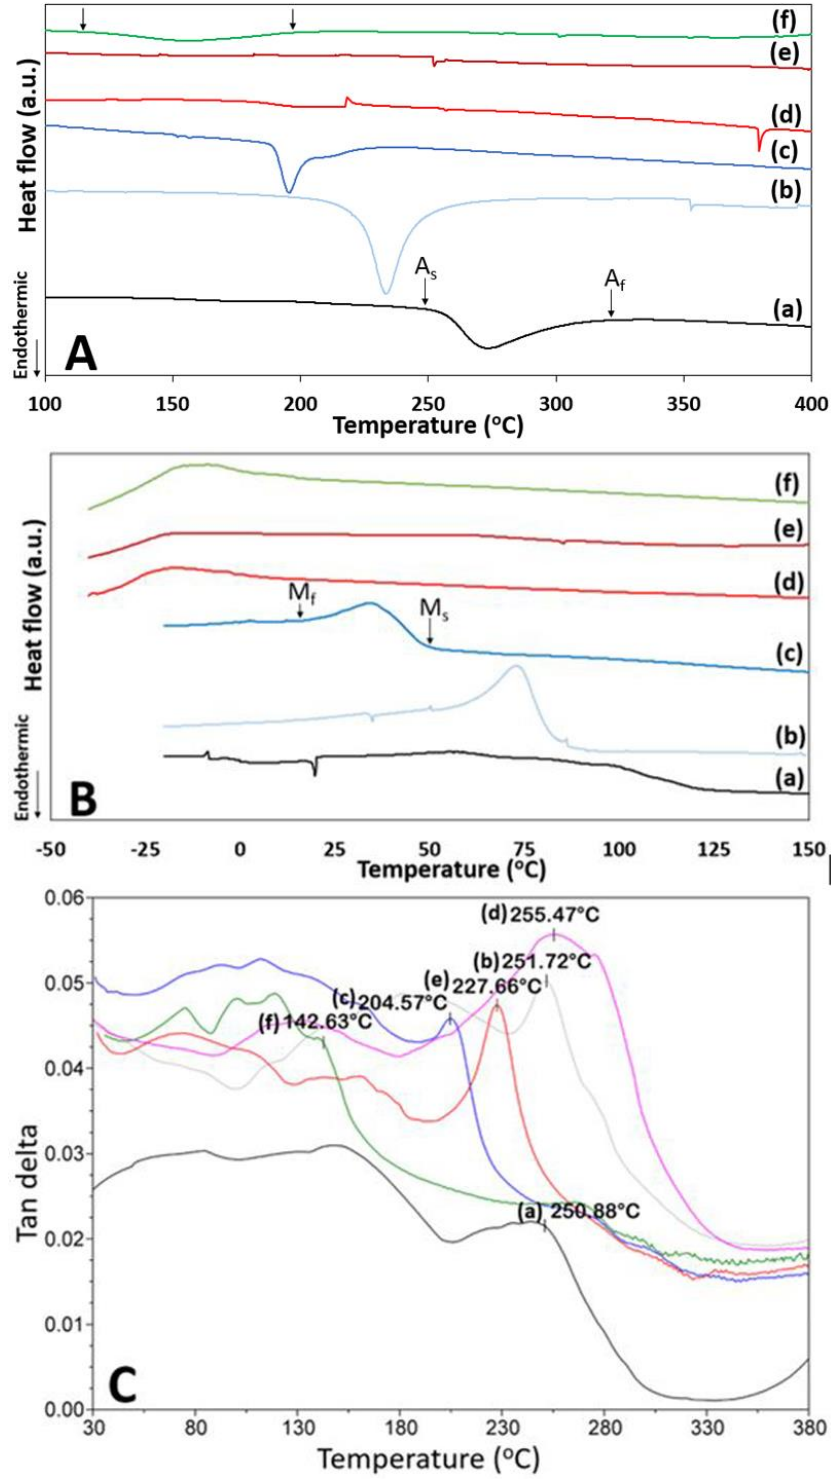 (f)
(e)
(d)
(c)
(b)
As
Af
(a)
Heat flow (a.u.)
Endothermic
A
100 150 200 250 300 350 400
Temperature (oC)
(f)
(e)
(d)
Mf
Ms
(c)
(b)
(a)
Heat flow (a.u.)
Endothermic
B
-50 -25 0 25 50 75 100 125 150
Temperature (oC)
0.06
0.05
0.04
0.03
0.02
0.01
0.00
Tan delta
(d) 255.47°C
(b) 251.72°C
(e) 227.66°C
(c) 204.57°C
(f) 142.63°C
(a) 250.88°C
C
30 80 130 180 230 280 330 380
Temperature (oC)